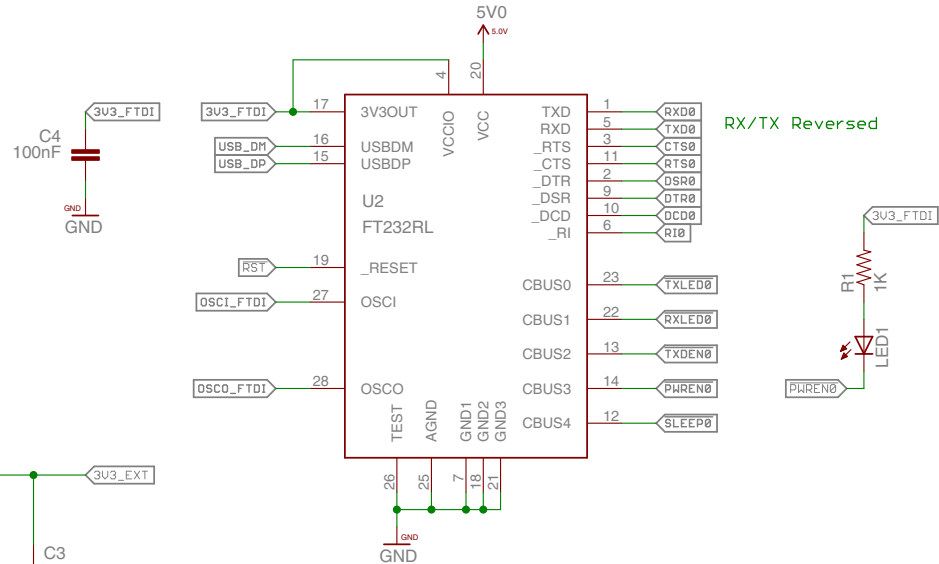 5V0
5.0V
4
20
3V3_FTDI
C4
100nF
GND
GND
3V3_FTDI
17
3V3OUT
USB_DM
16
USBDM
USB_DP
15
USBDP
VCCIO
VCC
U2
FT232RL
RST
19
_RESET
OSCI_FTDI
27
OSCI
OSCO_FTDI
28
OSCO
TXD
1
RXD0
RXD
5
TXD0
_RTS
3
CTS0
_CTS
11
RTS0
_DTR
2
DSR0
_DSR
9
DTR0
_DCD
10
DCD0
_RI
6
RI0
RX/TX Reversed
CBUS0
23
TXLED0
CBUS1
22
RXLED0
CBUS2
13
TXDEN0
CBUS3
14
PWREN0
CBUS4
12
SLEEP0
TEST
AGND
GND1
GND2
GND3
26
25
7
18
21
GND
GND
3V3_FTDI
R1
1K
LED1
PWREN0
3V3_EXT
C3